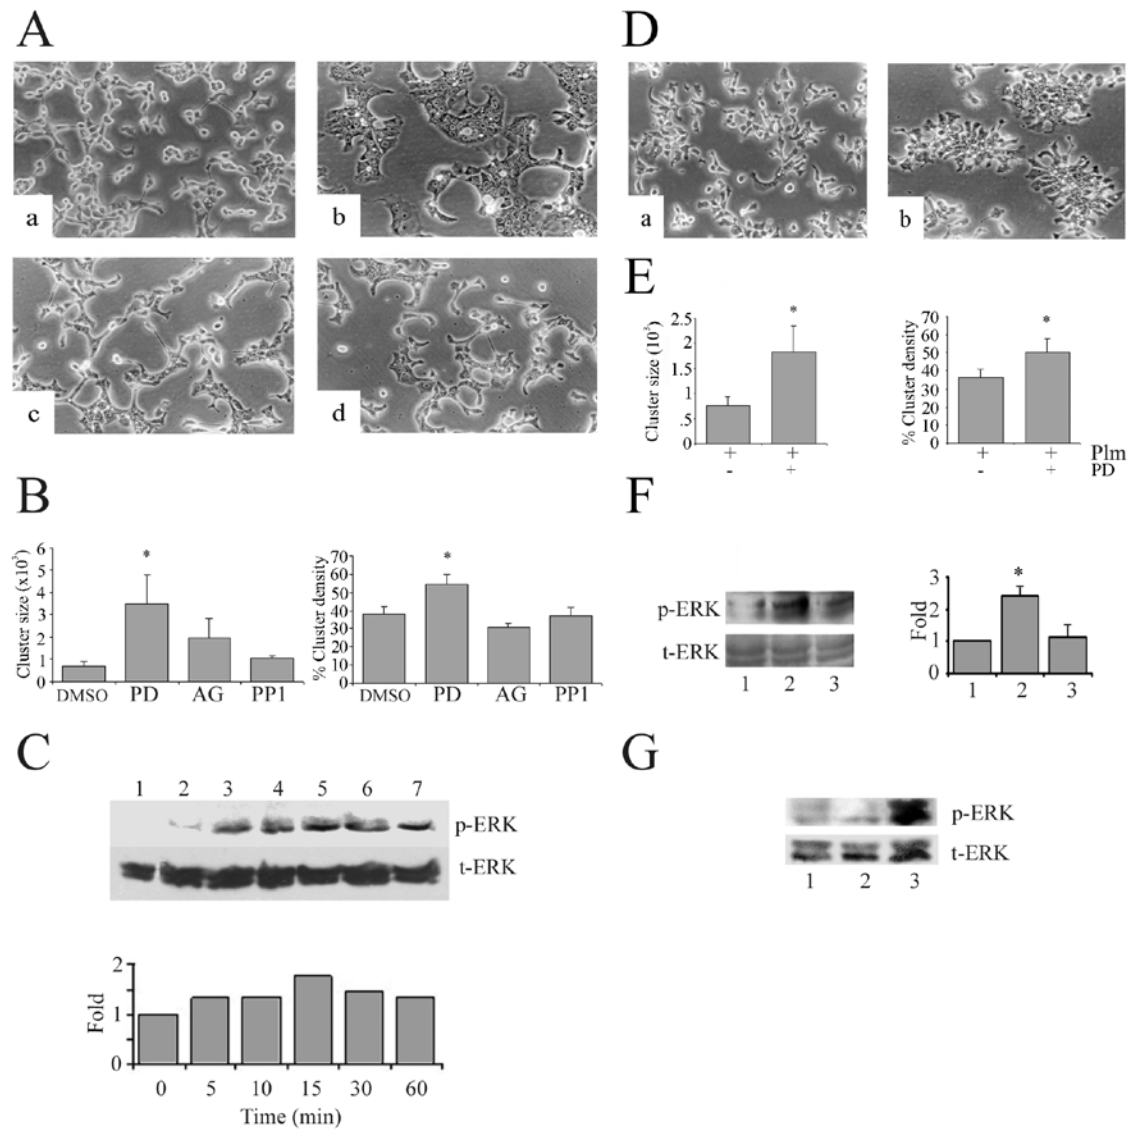 A
a
b
c
d
B
Cluster size (x10³)
6
5
4
3
2
1
0
*
DMSO PD AG PP1
% Cluster density
70
60
50
40
30
20
10
0
*
DMSO PD AG PP1
C
1 2 3 4 5 6 7
p-ERK
t-ERK
Fold
2
1
0
0 5 10 15 30 60
Time (min)
D
a
b
E
Cluster size (10³)
2.5
2
1.5
1
.5
0
*
+ +
- +
% Cluster density
70
60
50
40
30
20
10
0
*
+ + Plm
- + PD
F
p-ERK
t-ERK
1 2 3
Fold
3
2
1
0
*
1 2 3
G
p-ERK
t-ERK
1 2 3